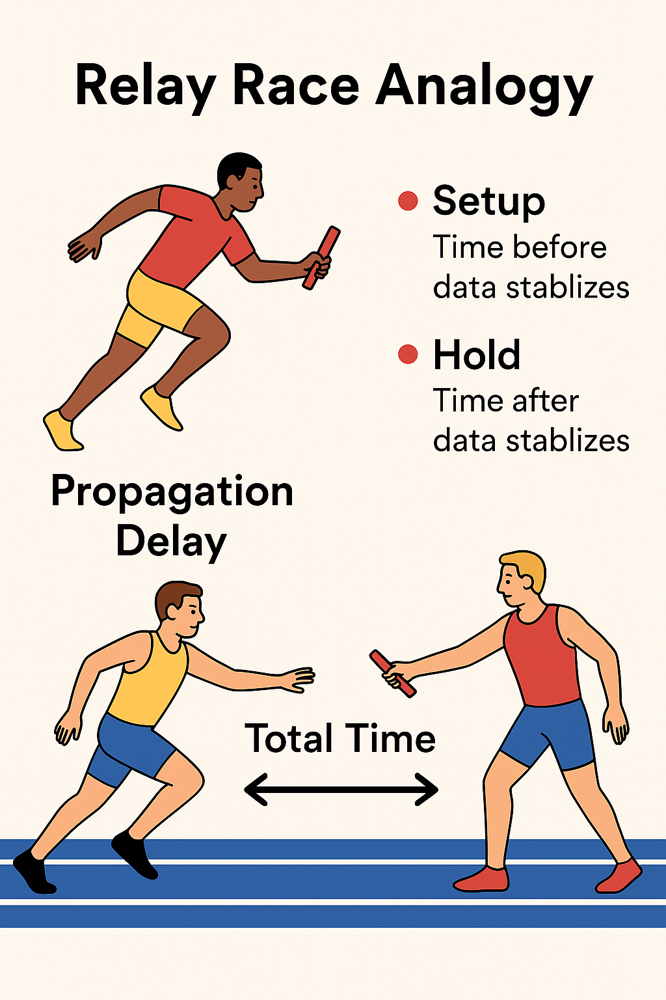 Relay Race Analogy
Setup
Time before
data stablizes
Hold
Time after
data stablizes
Propagation
Delay
Total Time